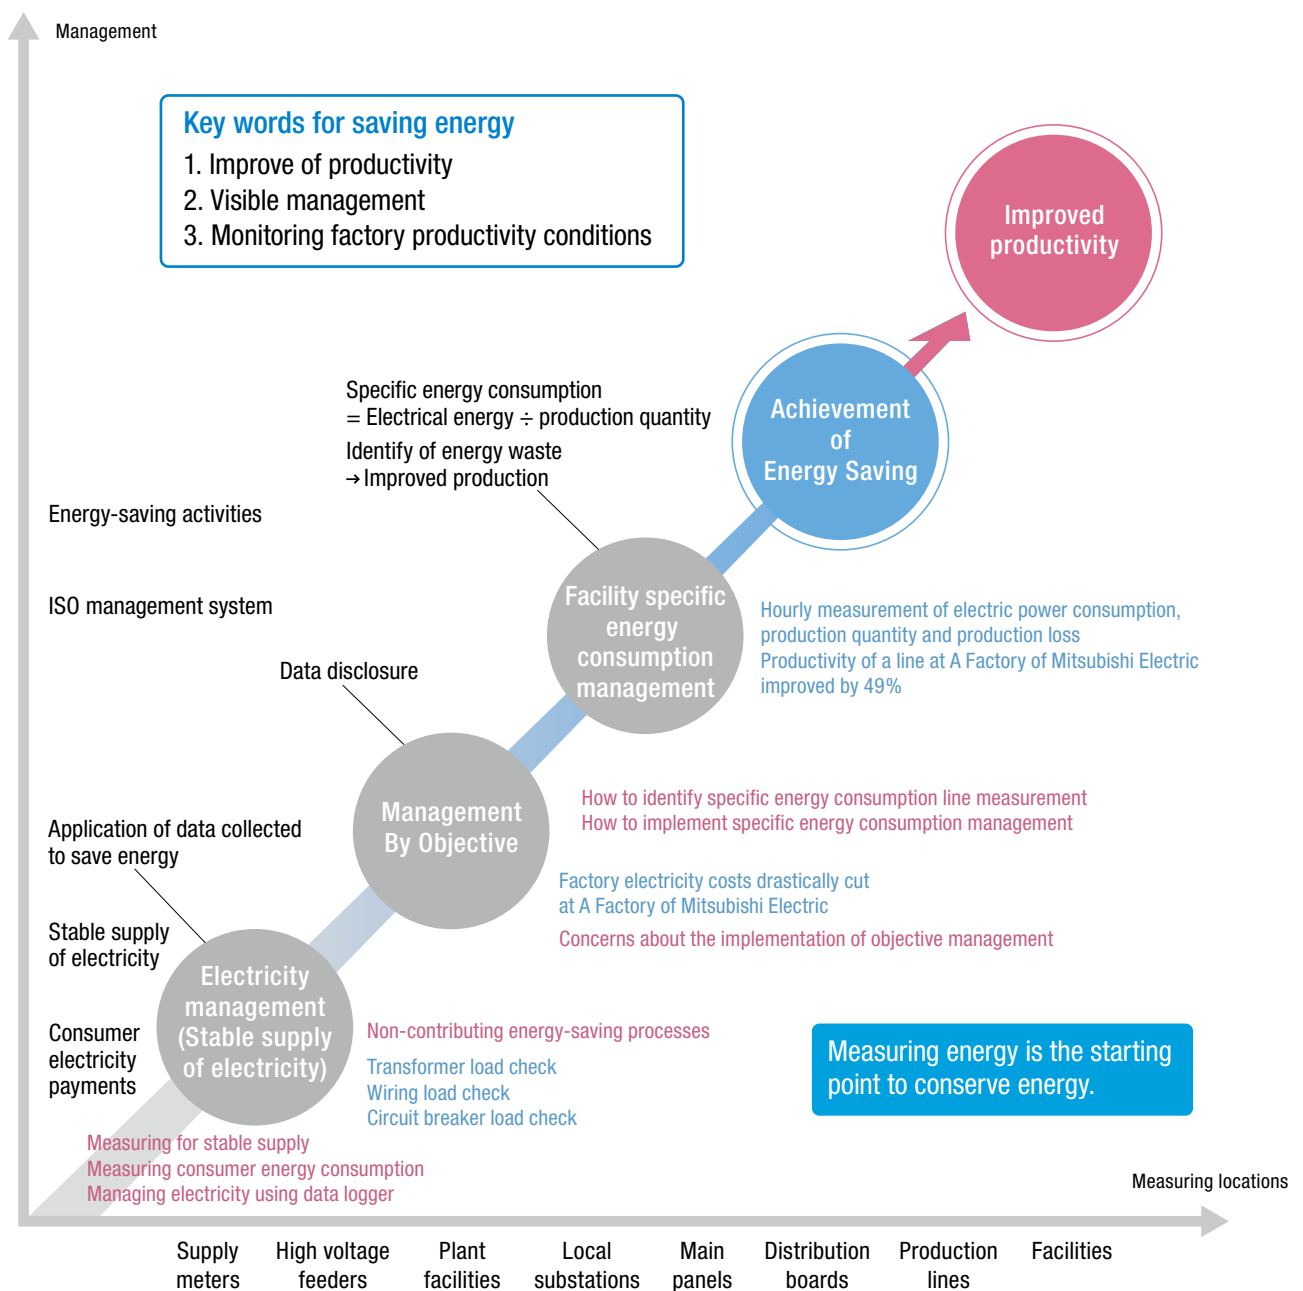 Management
Key words for saving energy
1. Improve of productivity
2. Visible management
3. Monitoring factory productivity conditions
Improved
productivity
Specific energy consumption
= Electrical energy ÷ production quantity
Identify of energy waste
→ Improved production
Achievement
of
Energy Saving
Energy-saving activities
ISO management system
Facility specific
energy
consumption
management
Hourly measurement of electric power consumption,
production quantity and production loss
Productivity of a line at A Factory of Mitsubishi Electric
improved by 49%
Data disclosure
Management
By Objective
How to identify specific energy consumption line measurement
How to implement specific energy consumption management
Application of data collected
to save energy
Factory electricity costs drastically cut
at A Factory of Mitsubishi Electric
Concerns about the implementation of objective management
Stable supply
of electricity
Electricity
management
(Stable supply
of electricity)
Consumer
electricity
payments
Non-contributing energy-saving processes
Transformer load check
Wiring load check
Circuit breaker load check
Measuring energy is the starting
point to conserve energy.
Measuring for stable supply
Measuring consumer energy consumption
Managing electricity using data logger
Measuring locations
Supply
meters
High voltage
feeders
Plant
facilities
Local
substations
Main
panels
Distribution
boards
Production
lines
Facilities